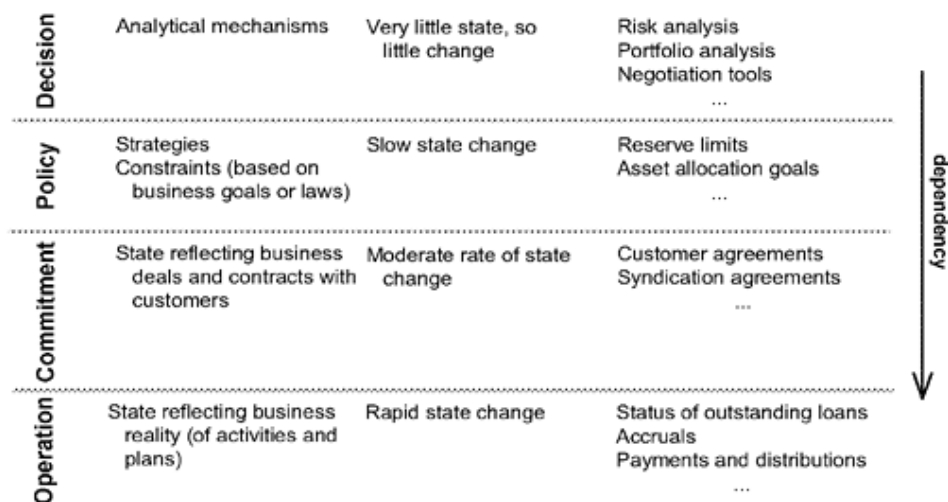 Decision
Analytical mechanisms
Very little state, so
little change
Risk analysis
Portfolio analysis
Negotiation tools
...
Policy
Strategies
Constraints (based on
business goals or laws)
Slow state change
Reserve limits
Asset allocation goals
...
Commitment
State reflecting business
deals and contracts with
customers
Moderate rate of state
change
Customer agreements
Syndication agreements
...
Operation
State reflecting business
reality (of activities and
plans)
Rapid state change
Status of outstanding loans
Accruals
Payments and distributions
...
dependency